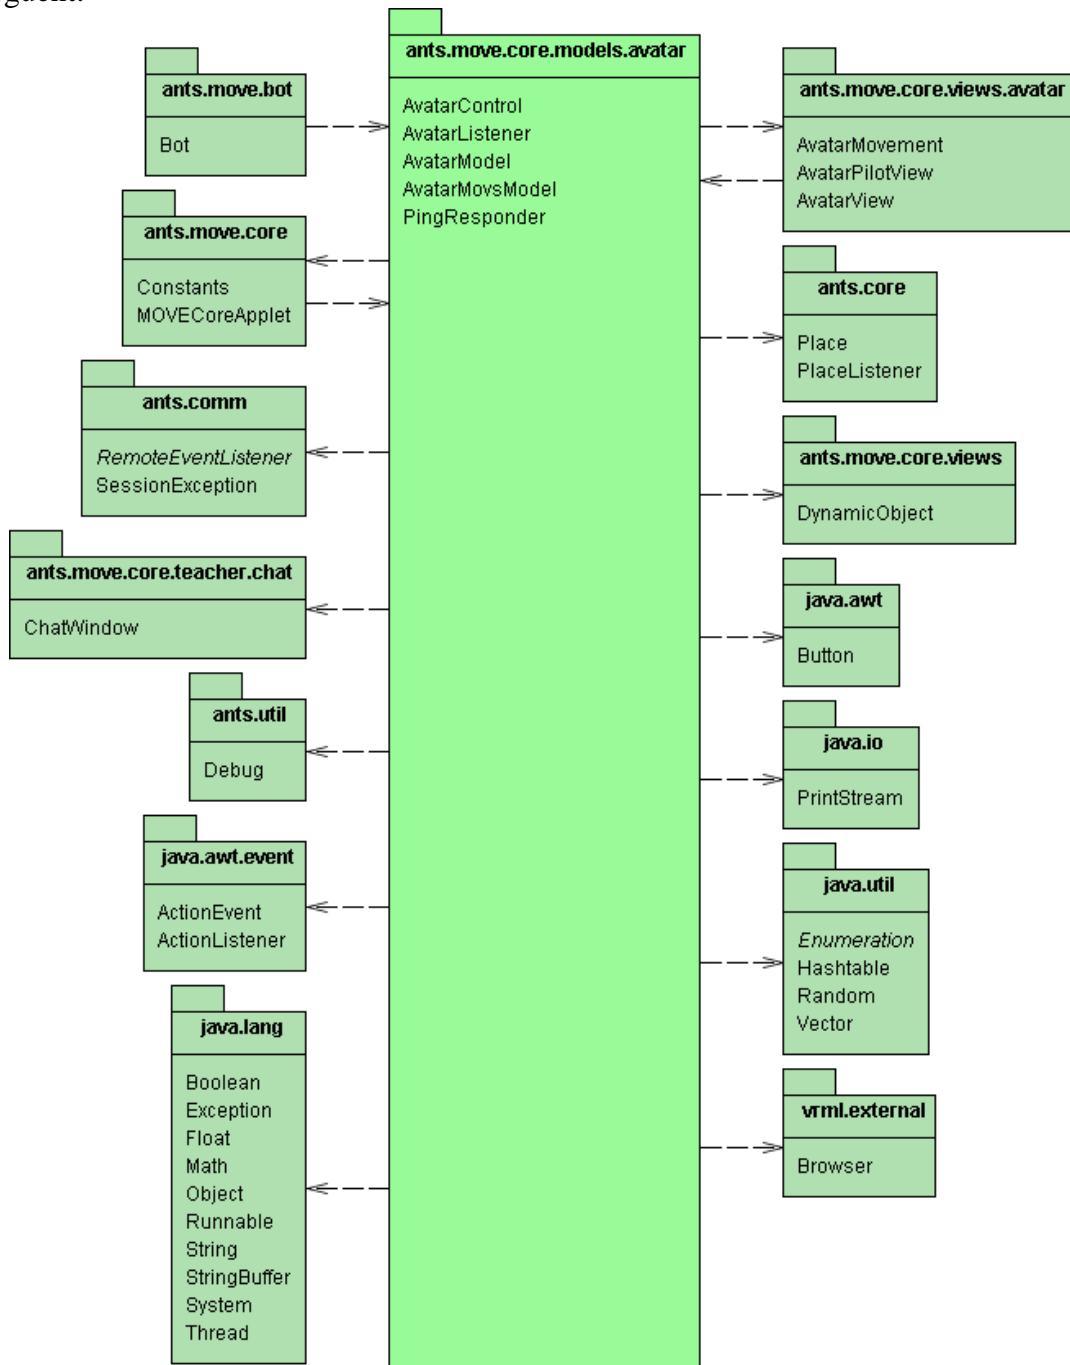 ants.move.core.models.avatar
AvatarControl
AvatarListener
AvatarModel
AvatarMovsModel
PingResponder
ants.move.bot
Bot
ants.move.core
Constants
MOVECoreApplet
ants.comm
RemoteEventListener
SessionException
ants.move.core.teacher.chat
ChatWindow
ants.util
Debug
java.awt.event
ActionEvent
ActionListener
java.lang
Boolean
Exception
Float
Math
Object
Runnable
String
StringBuffer
System
Thread
ants.move.core.views.avatar
AvatarMovement
AvatarPilotView
AvatarView
ants.core
Place
PlaceListener
ants.move.core.views
DynamicObject
java.awt
Button
java.io
PrintStream
java.util
Enumeration
Hashtable
Random
Vector
vrml.external
Browser